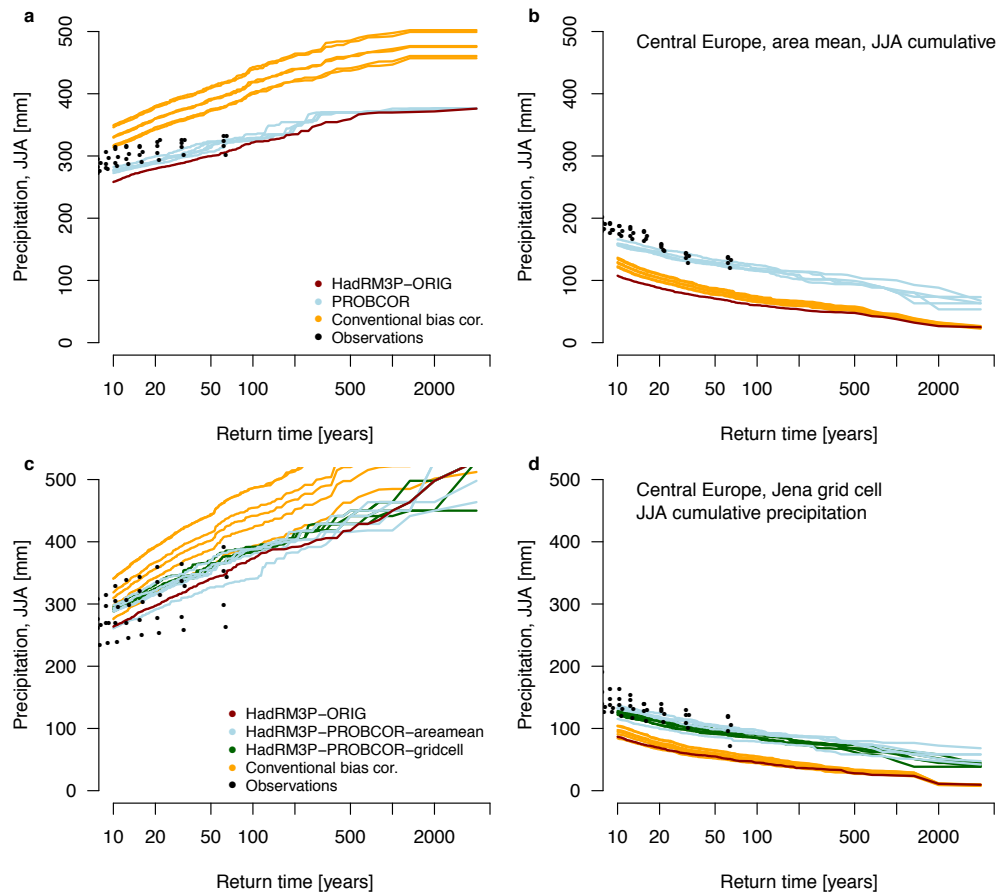 a
500
400
300
200
100
0
Precipitation, JJA [mm]
HadRM3P−ORIG
PROBCOR
Conventional bias cor.
Observations
10 20 50 100 500 2000
Return time [years]
b
Central Europe, area mean, JJA cumulative
500
400
300
200
100
0
Precipitation, JJA [mm]
10 20 50 100 500 2000
Return time [years]
c
500
400
300
200
100
0
Precipitation, JJA [mm]
HadRM3P−ORIG
HadRM3P−PROBCOR−areamean
HadRM3P−PROBCOR−gridcell
Conventional bias cor.
Observations
10 20 50 100 500 2000
Return time [years]
d
Central Europe, Jena grid cell
JJA cumulative precipitation
500
400
300
200
100
0
Precipitation, JJA [mm]
10 20 50 100 500 2000
Return time [years]